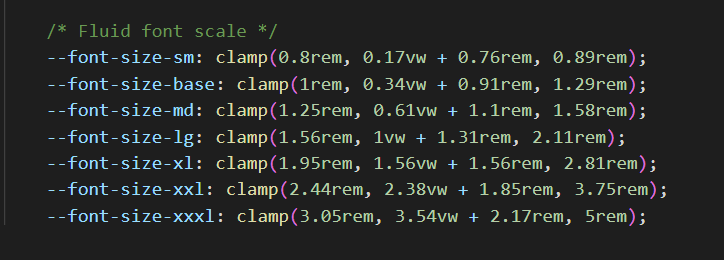 /* Fluid font scale */
--font-size-sm: clamp(0.8rem, 0.17vw + 0.76rem, 0.89rem);
--font-size-base: clamp(1rem, 0.34vw + 0.91rem, 1.29rem);
--font-size-md: clamp(1.25rem, 0.61vw + 1.1rem, 1.58rem);
--font-size-lg: clamp(1.56rem, 1vw + 1.31rem, 2.11rem);
--font-size-xl: clamp(1.95rem, 1.56vw + 1.56rem, 2.81rem);
--font-size-xxl: clamp(2.44rem, 2.38vw + 1.85rem, 3.75rem);
--font-size-xxxl: clamp(3.05rem, 3.54vw + 2.17rem, 5rem);